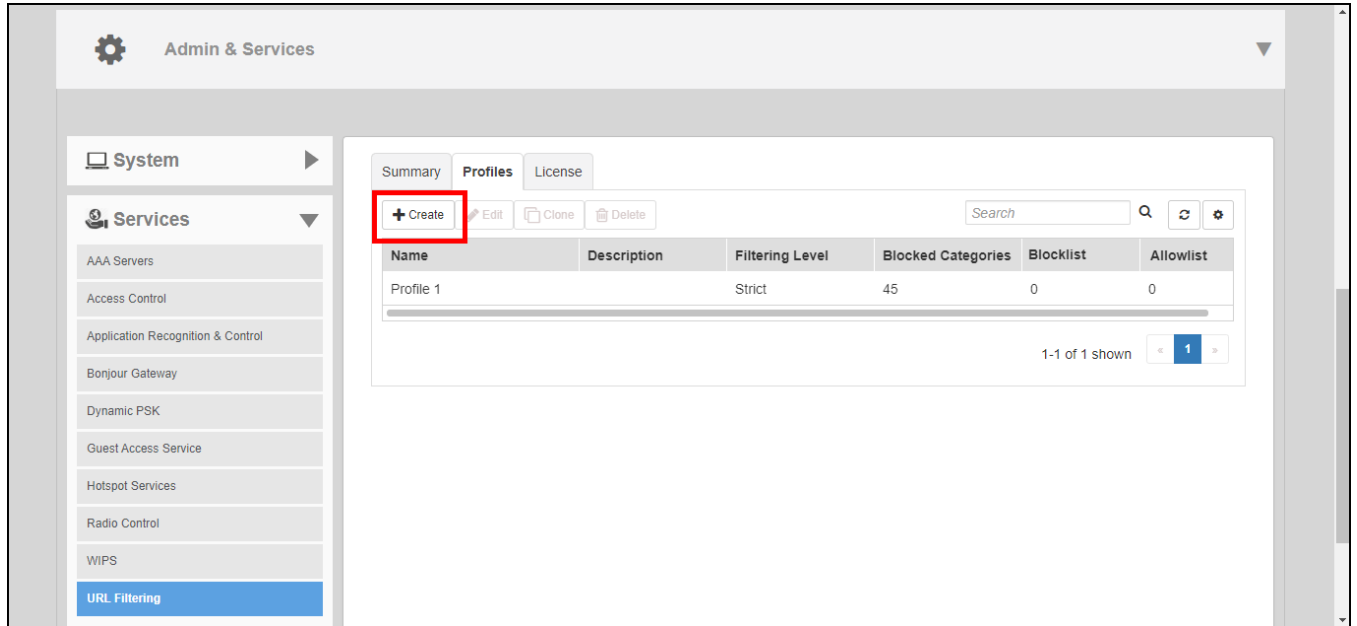 Admin & Services
System
Services
AAA Servers
Access Control
Application Recognition & Control
Bonjour Gateway
Dynamic PSK
Guest Access Service
Hotspot Services
Radio Control
WIPS
URL Filtering
Summary Profiles License
Create Edit Clone Delete Search
Name Description Filtering Level Blocked Categories Blocklist Allowlist
Profile 1 Strict 45 0 0
1-1 of 1 shown « 1 »